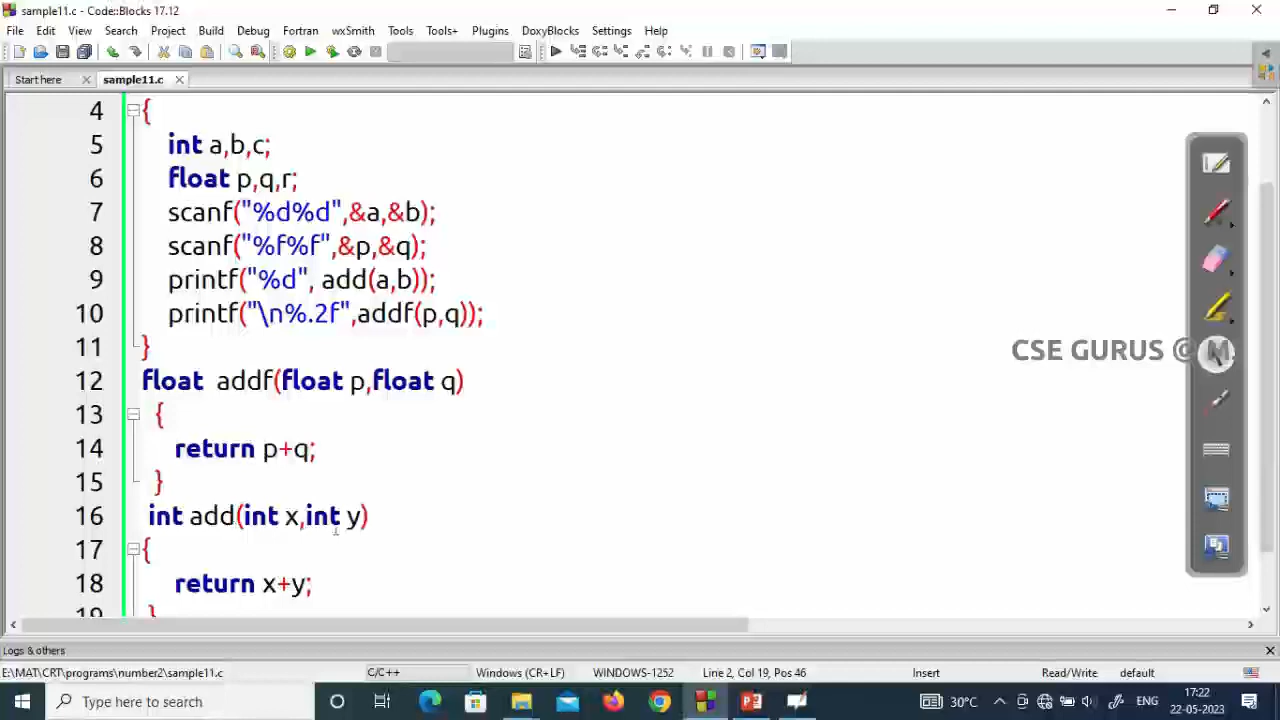 sample11.c - Code::Blocks 17.12
File Edit View Search Project Build Debug Fortran wxSmith Tools Tools+ Plugins DoxyBlocks Settings Help
Start here sample11.c
4 {
5 int a,b,c;
6 float p,q,r;
7 scanf("%d%d",&a,&b);
8 scanf("%f%f",&p,&q);
9 printf("%d", add(a,b));
10 printf("\n%.2f",addf(p,q));
11 }
CSE GURUS @ M
12 float addf(float p,float q)
13 {
14 return p+q;
15 }
16 int add(int x,int y)
17 {
18 return x+y;
19 }
Logs & others
E:\MAT\CRT\programs\number2\sample11.c C/C++ Windows (CR+LF) WINDOWS-1252 Line 2, Col 19, Pos 46 Insert Read/Write default
Type here to search 30°C ENG 17:22
22-05-2023